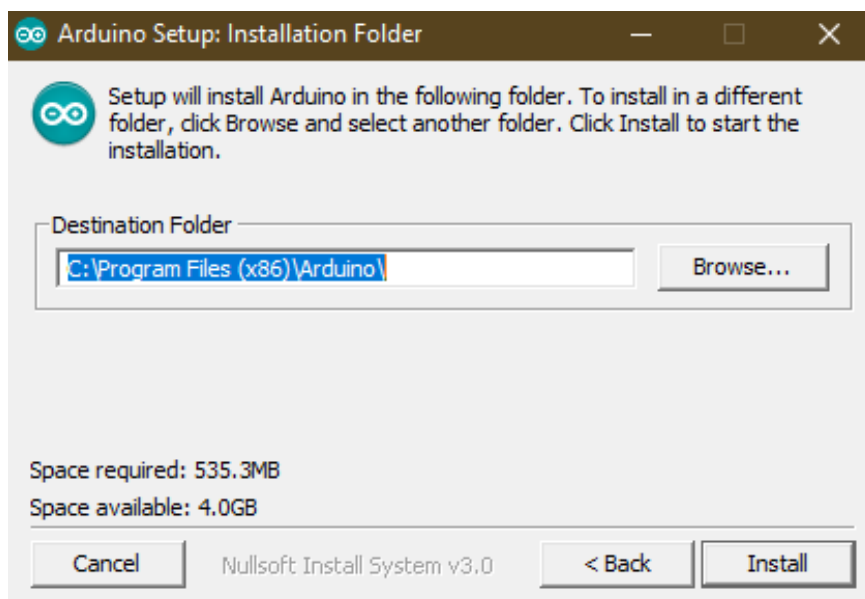 Arduino Setup: Installation Folder
Setup will install Arduino in the following folder. To install in a different
folder, click Browse and select another folder. Click Install to start the
installation.
Destination Folder
C:\Program Files (x86)\Arduino\
Browse...
Space required: 535.3MB
Space available: 4.0GB
Cancel
Nullsoft Install System v3.0
< Back
Install